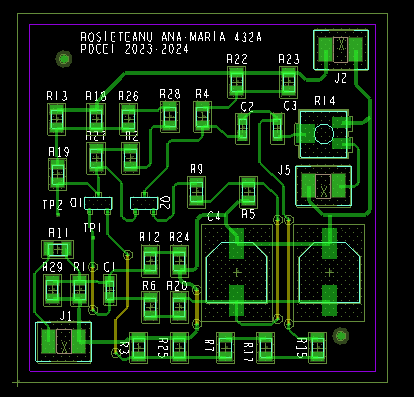 ROSIETEANU ANA-MARIA 432A
PDCEI 2023-2024
R22
R23
J2
R13
R18
R26
R28
R4
C2
C3
R14
R27
R2
R19
R9
J5
TP2
Q1
Q2
R5
C4
TP1
R11
R12
R24
R29
R1
C1
R6
R20
J1
R3
R25
R7
R17
R15